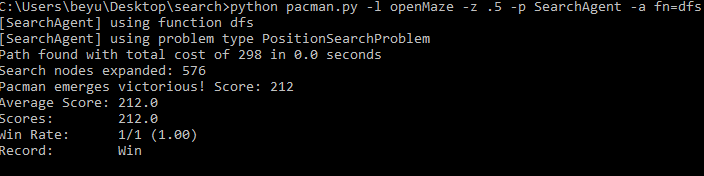 C:\Users\beyu\Desktop\search>python pacman.py -l openMaze -z .5 -p SearchAgent -a fn=dfs
[SearchAgent] using function dfs
[SearchAgent] using problem type PositionSearchProblem
Path found with total cost of 298 in 0.0 seconds
Search nodes expanded: 576
Pacman emerges victorious! Score: 212
Average Score: 212.0
Scores:        212.0
Win Rate:      1/1 (1.00)
Record:        Win